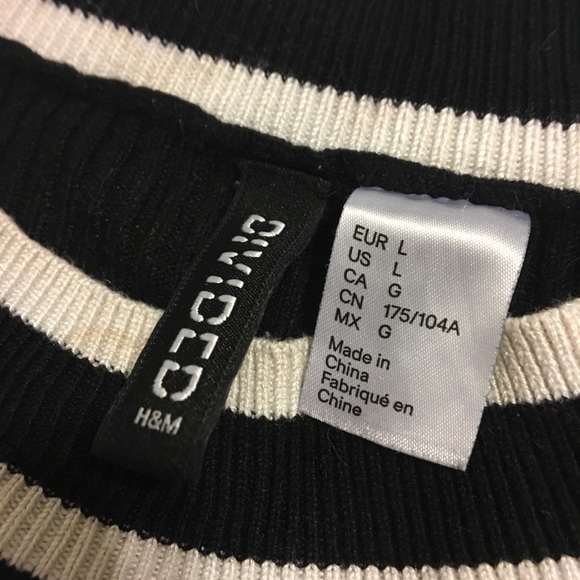 DIVIDED
H&M
EUR L
US L
CA G
CN 175/104A
MX G
Made in
China
Fabriqué en
Chine